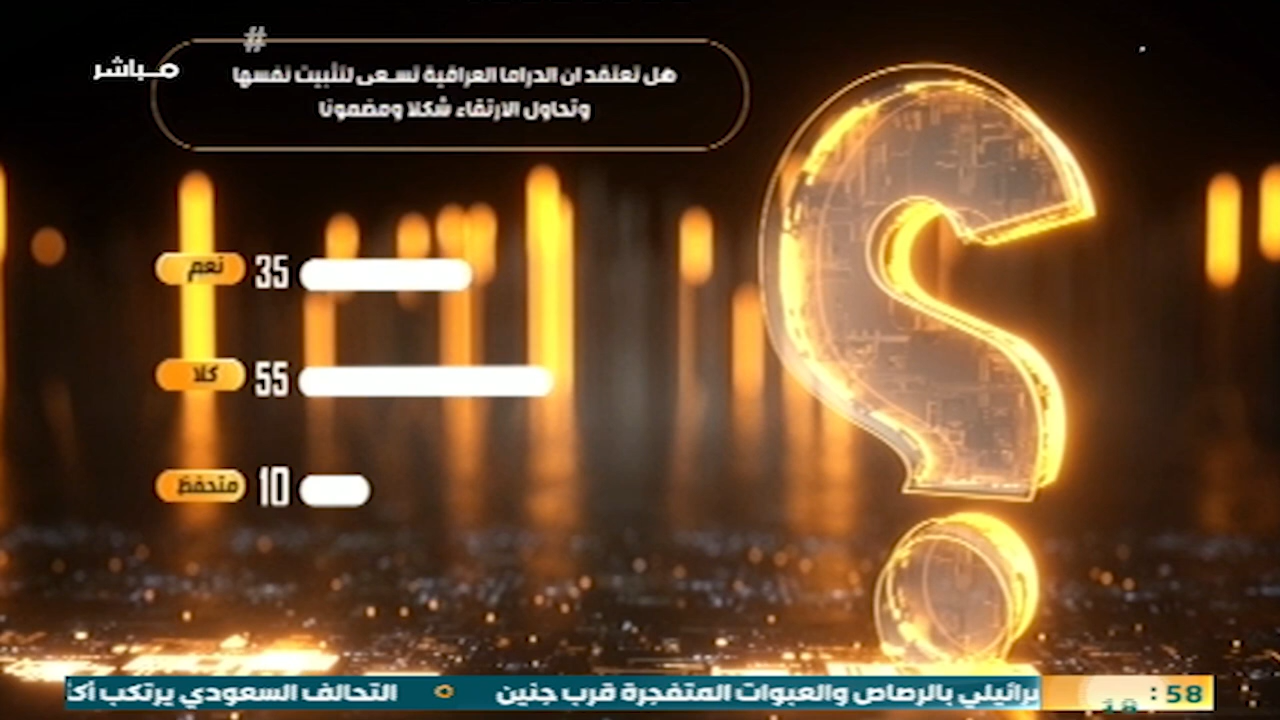 #
مباشر
هل تعتقد ان الدراما العراقية تسعى لتثبيت نفسها
وتحاول الارتقاء شكلا ومضمونا
نعم 35
كلا 55
متحفظ 10
التحالف السعودي يرتكب
بالرصاص والعبوات المتفجرة قرب جنين
:58